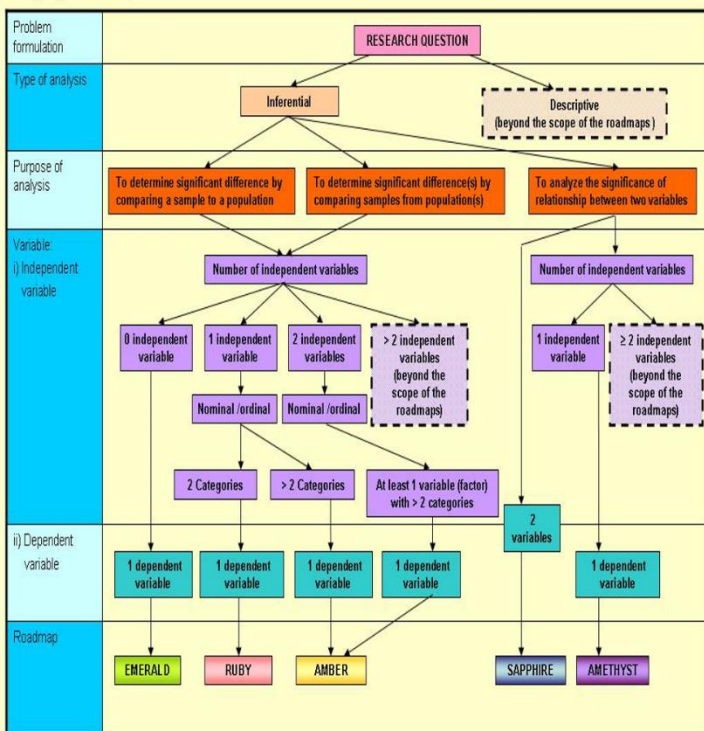 Problem
formulation
RESEARCH QUESTION
Type of analysis
Inferential
Descriptive
(beyond the scope of the roadmaps )
Purpose of
analysis
To determine significant difference by
comparing a sample to a population
To determine significant difference(s) by
comparing samples from population(s)
To analyze the significance of
relationship between two variables
Variable:
i) Independent
variable
Number of independent variables
Number of independent variables
0 independent
variable
1 independent
variable
2 independent
variables
> 2 independent
variables
(beyond the
scope of the
roadmaps)
1 independent
variable
≥ 2 independent
variables
(beyond the
scope of the
roadmaps)
Nominal /ordinal
Nominal /ordinal
2 Categories
> 2 Categories
At least 1 variable (factor)
with > 2 categories
2
variables
ii) Dependent
variable
1 dependent
variable
1 dependent
variable
1 dependent
variable
1 dependent
variable
1 dependent
variable
Roadmap
EMERALD
RUBY
AMBER
SAPPHIRE
AMETHYST